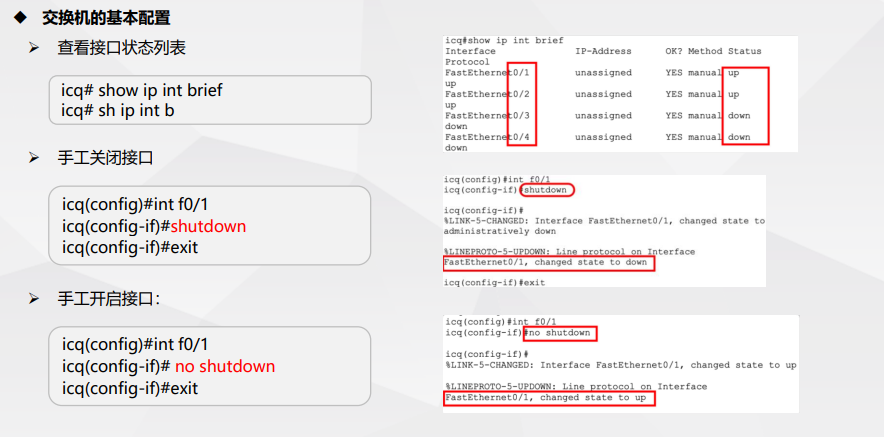 ◆ 交换机的基本配置
➢ 查看接口状态列表
icq# show ip int brief
icq# sh ip int b
icq#show ip int brief
Interface IP-Address OK? Method Status
Protocol
FastEthernet0/1 unassigned YES manual up
up
FastEthernet0/2 unassigned YES manual up
up
FastEthernet0/3 unassigned YES manual down
down
FastEthernet0/4 unassigned YES manual down
down
➢ 手工关闭接口
icq(config)#int f0/1
icq(config-if)#shutdown
icq(config-if)#exit
icq(config)#int f0/1
icq(config-if)#shutdown
icq(config-if)#
%LINK-5-CHANGED: Interface FastEthernet0/1, changed state to
administratively down
%LINEPROTO-5-UPDOWN: Line protocol on Interface
FastEthernet0/1, changed state to down
icq(config-if)#exit
➢ 手工开启接口：
icq(config)#int f0/1
icq(config-if)# no shutdown
icq(config-if)#exit
icq(config)#int f0/1
icq(config-if)#no shutdown
icq(config-if)#
%LINK-5-CHANGED: Interface FastEthernet0/1, changed state to up
%LINEPROTO-5-UPDOWN: Line protocol on Interface
FastEthernet0/1, changed state to up